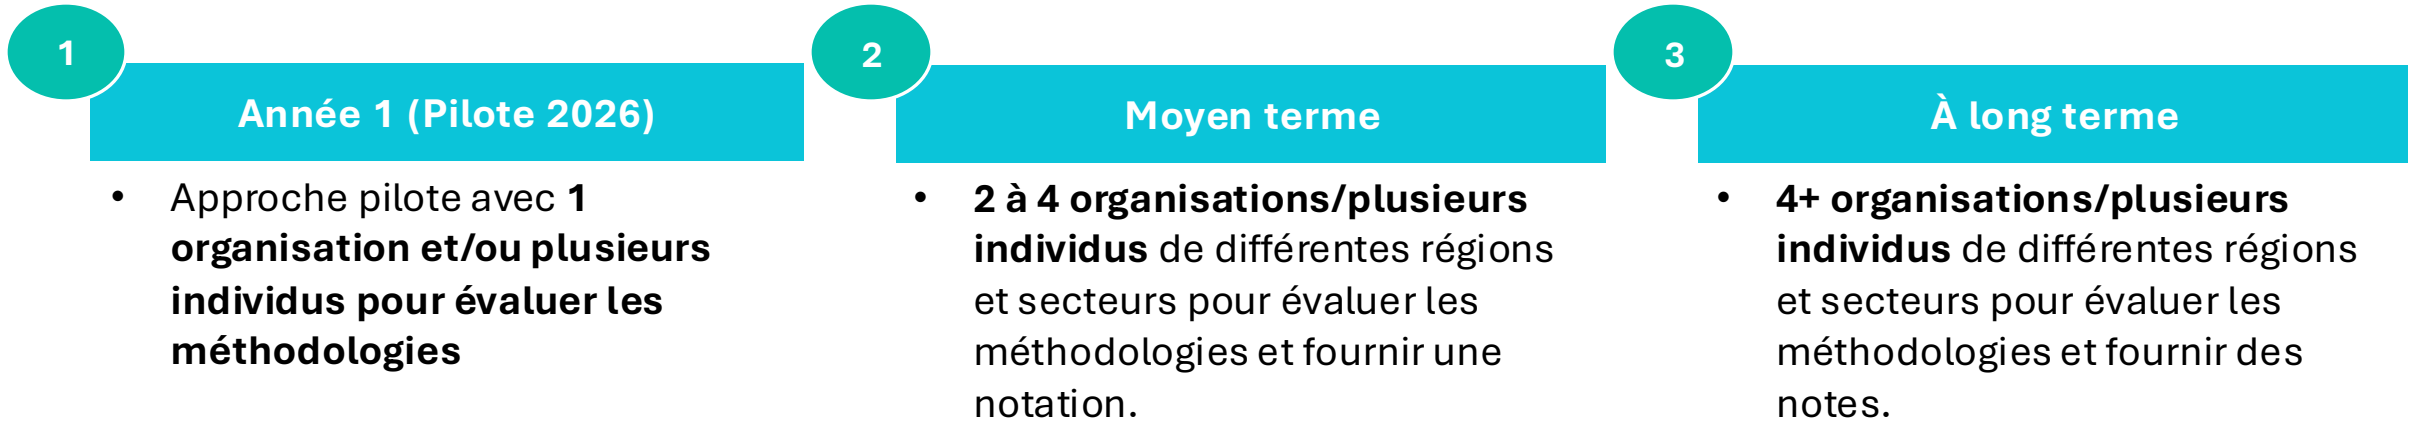 1
Année 1 (Pilote 2026)
• Approche pilote avec 1
organisation et/ou plusieurs
individus pour évaluer les
méthodologies
2
Moyen terme
• 2 à 4 organisations/plusieurs
individus de différentes régions
et secteurs pour évaluer les
méthodologies et fournir une
notation.
3
À long terme
• 4+ organisations/plusieurs
individus de différentes régions
et secteurs pour évaluer les
méthodologies et fournir des
notes.